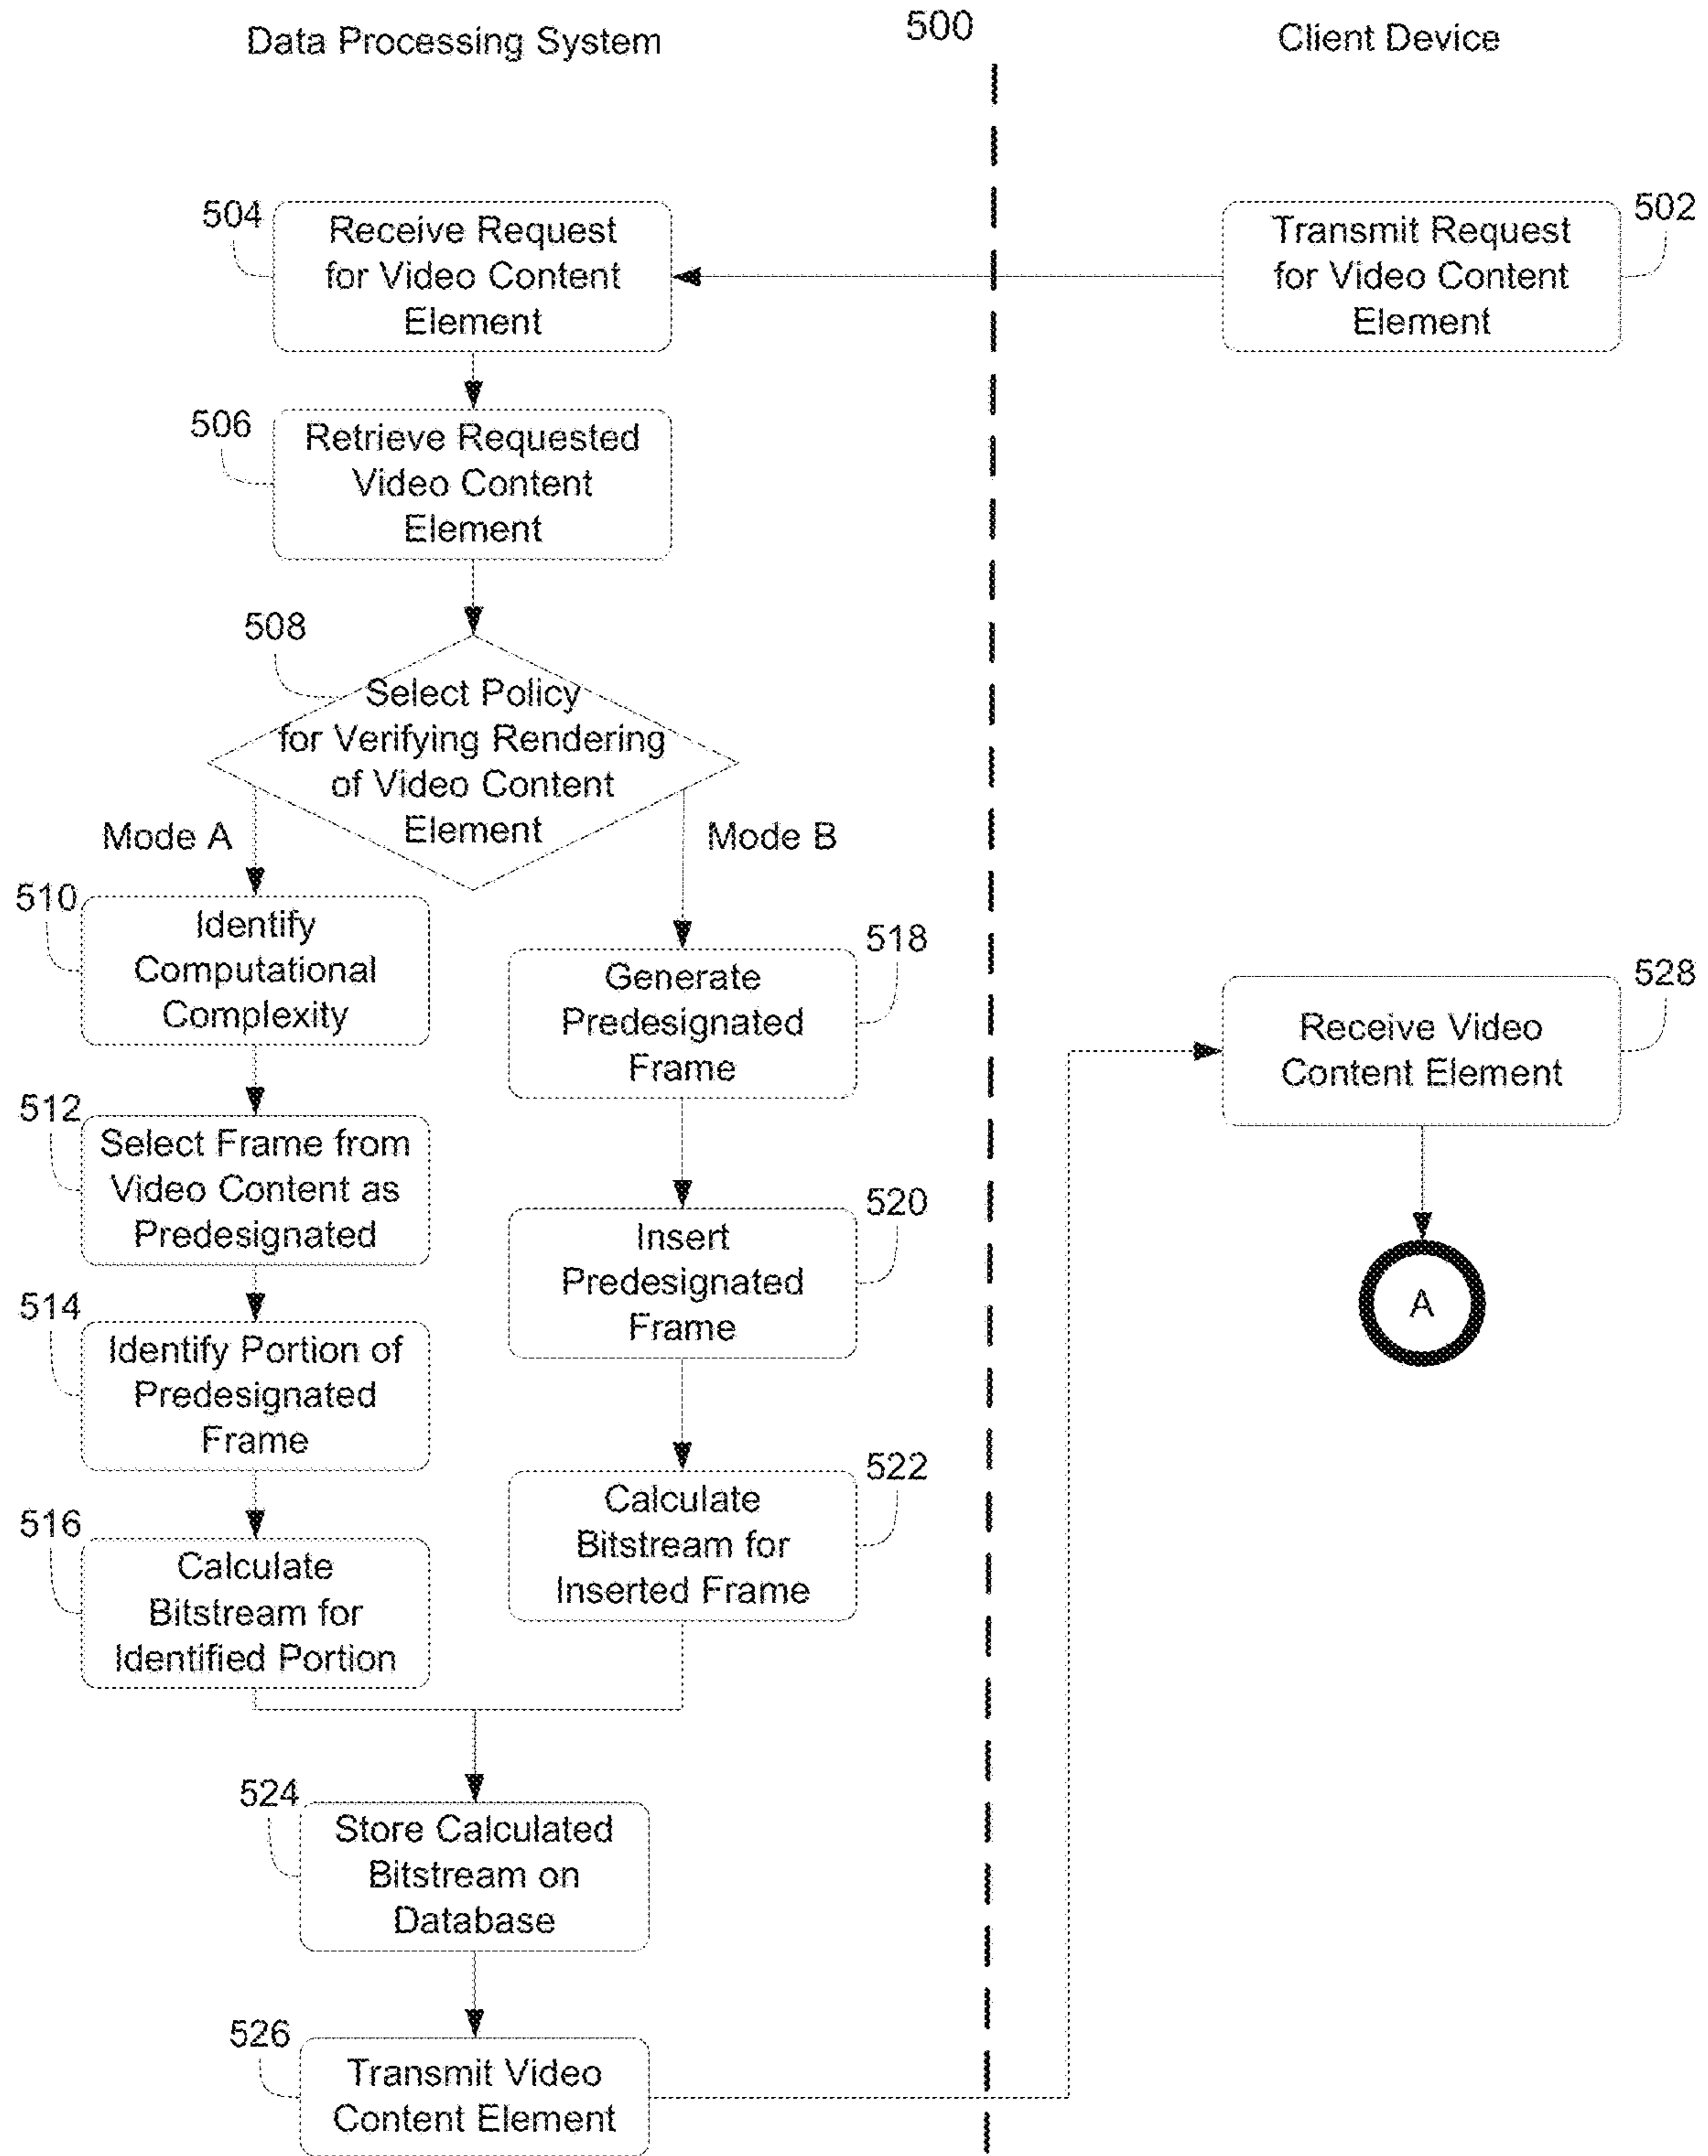 Data Processing System
500
Client Device
504
Receive Request
for Video Content
Element
502
Transmit Request
for Video Content
Element
506
Retrieve Requested
Video Content
Element
508
Select Policy
for Verifying Rendering
of Video Content
Element
Mode A
Mode B
510
Identify
Computational
Complexity
518
Generate
Predesignated
Frame
528
Receive Video
Content Element
512
Select Frame from
Video Content as
Predesignated
520
Insert
Predesignated
Frame
A
514
Identify Portion of
Predesignated
Frame
522
Calculate
Bitstream for
Inserted Frame
516
Calculate
Bitstream for
Identified Portion
524
Store Calculated
Bitstream on
Database
526
Transmit Video
Content Element